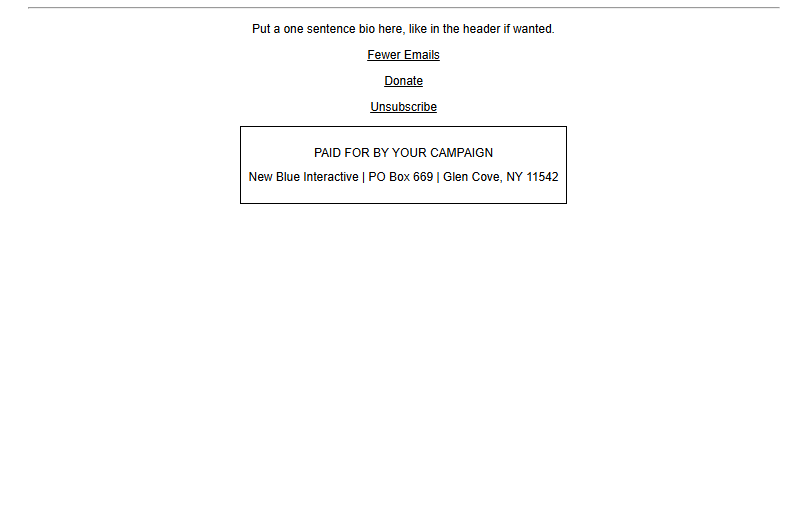 Put a one sentence bio here, like in the header if wanted.
Fewer Emails
Donate
Unsubscribe
PAID FOR BY YOUR CAMPAIGN
New Blue Interactive | PO Box 669 | Glen Cove, NY 11542